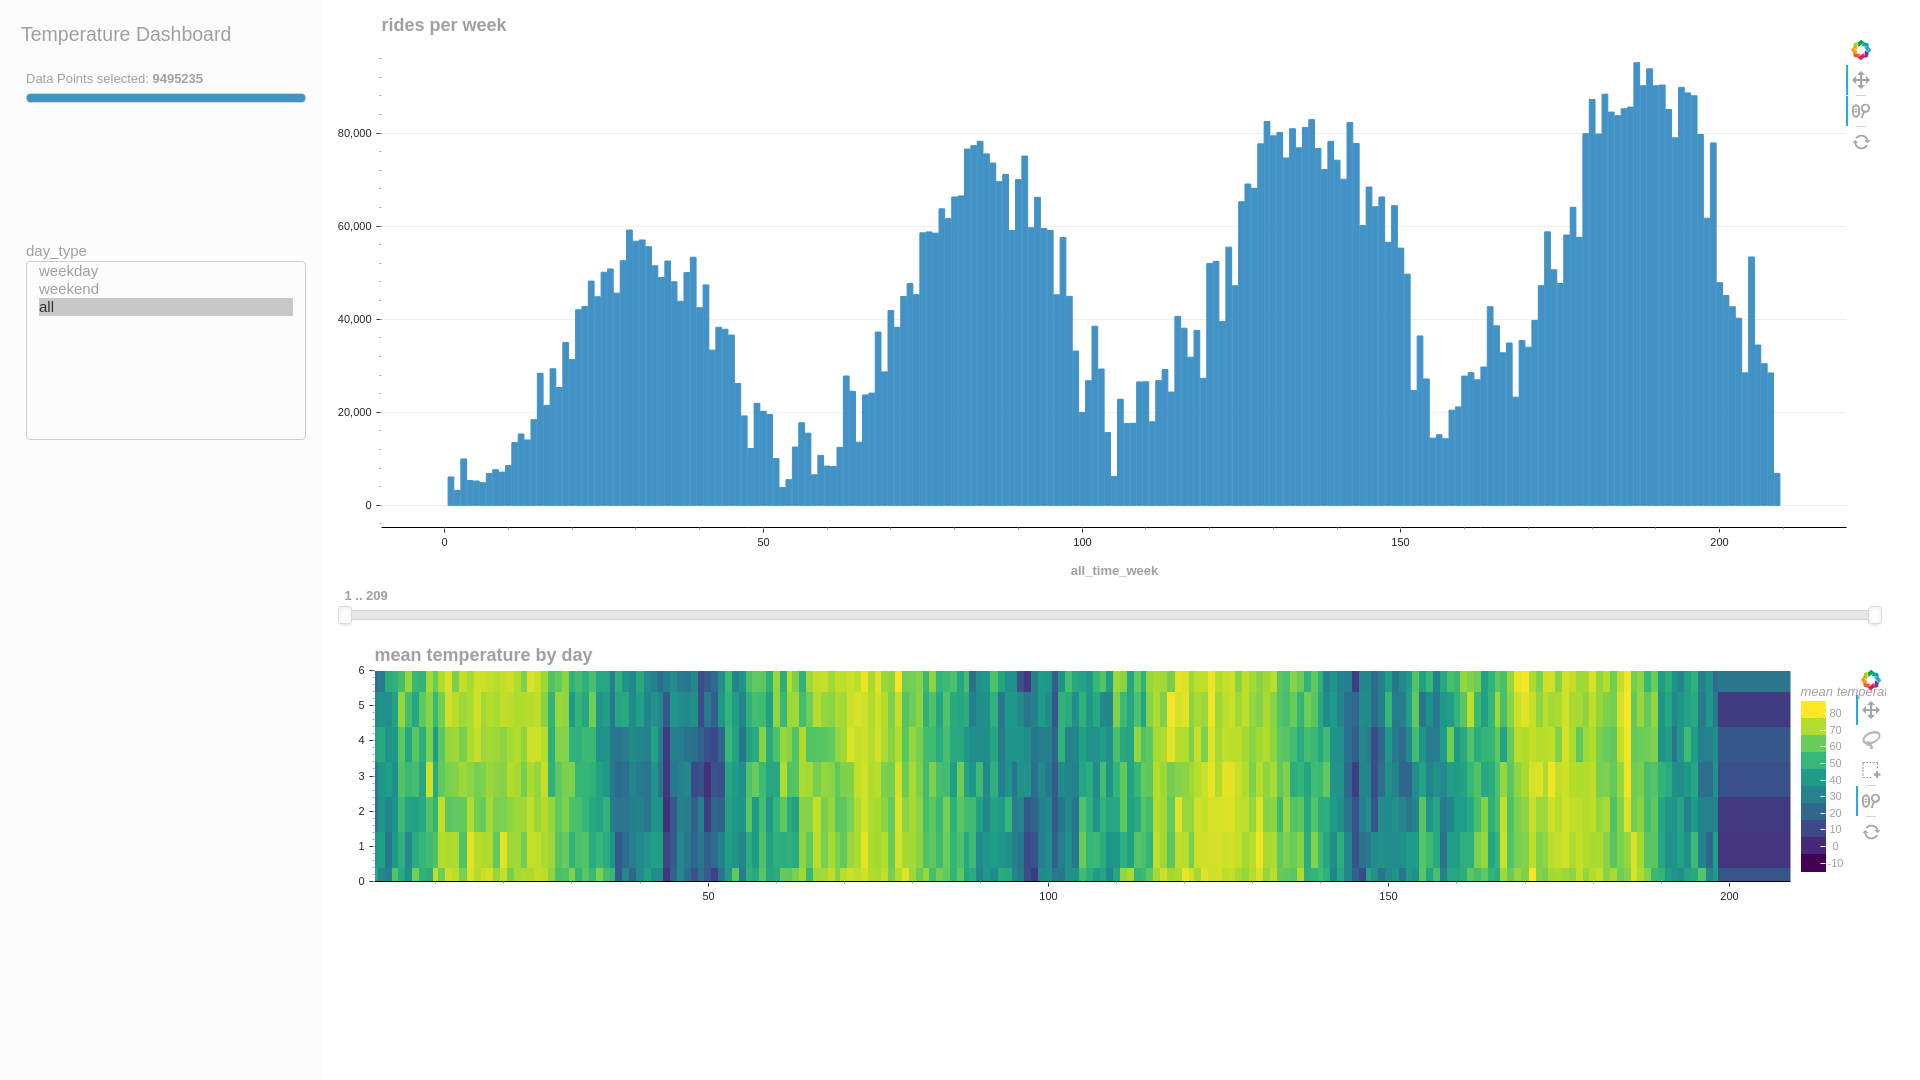 Temperature Dashboard
Data Points selected: 9495235
day_type
weekday
weekend
all
rides per week
80,000
60,000
40,000
20,000
0
0 50 100 150 200
all_time_week
1 .. 209
mean temperature by day
6
5
4
3
2
1
0
50 100 150 200
mean temperat
80
70
60
50
40
30
20
10
0
-10